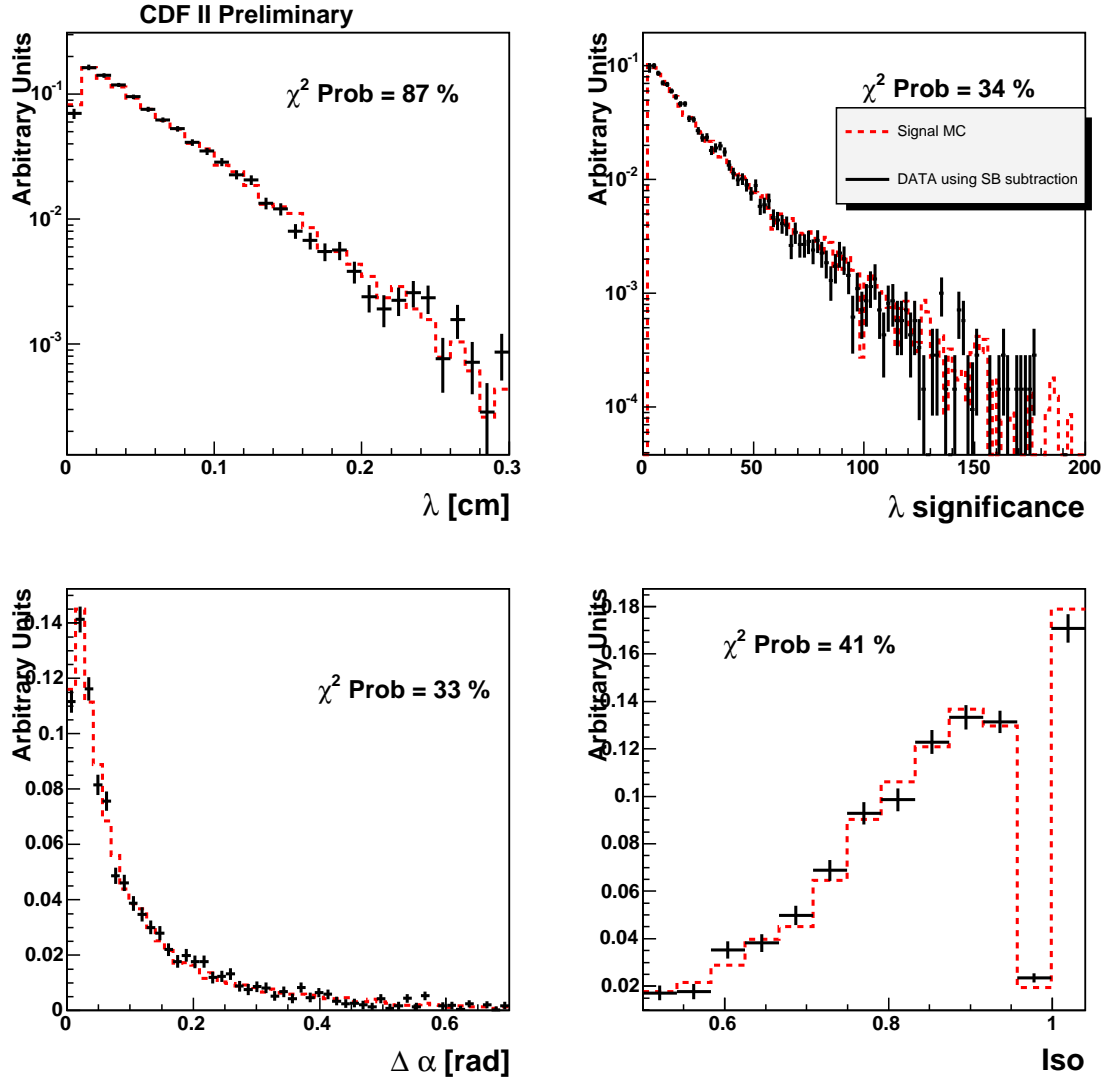 CDF II Preliminary
Arbitrary Units
10^-1
10^-2
10^-3
χ² Prob = 87 %
0 0.1 0.2 0.3
λ [cm]
Arbitrary Units
10^-1
10^-2
10^-3
10^-4
χ² Prob = 34 %
Signal MC
DATA using SB subtraction
0 50 100 150 200
λ significance
Arbitrary Units
0.14
0.12
0.1
0.08
0.06
0.04
0.02
0
χ² Prob = 33 %
0 0.2 0.4 0.6
Δ α [rad]
Arbitrary Units
0.18
0.16
0.14
0.12
0.1
0.08
0.06
0.04
0.02
χ² Prob = 41 %
0.6 0.8 1
Iso